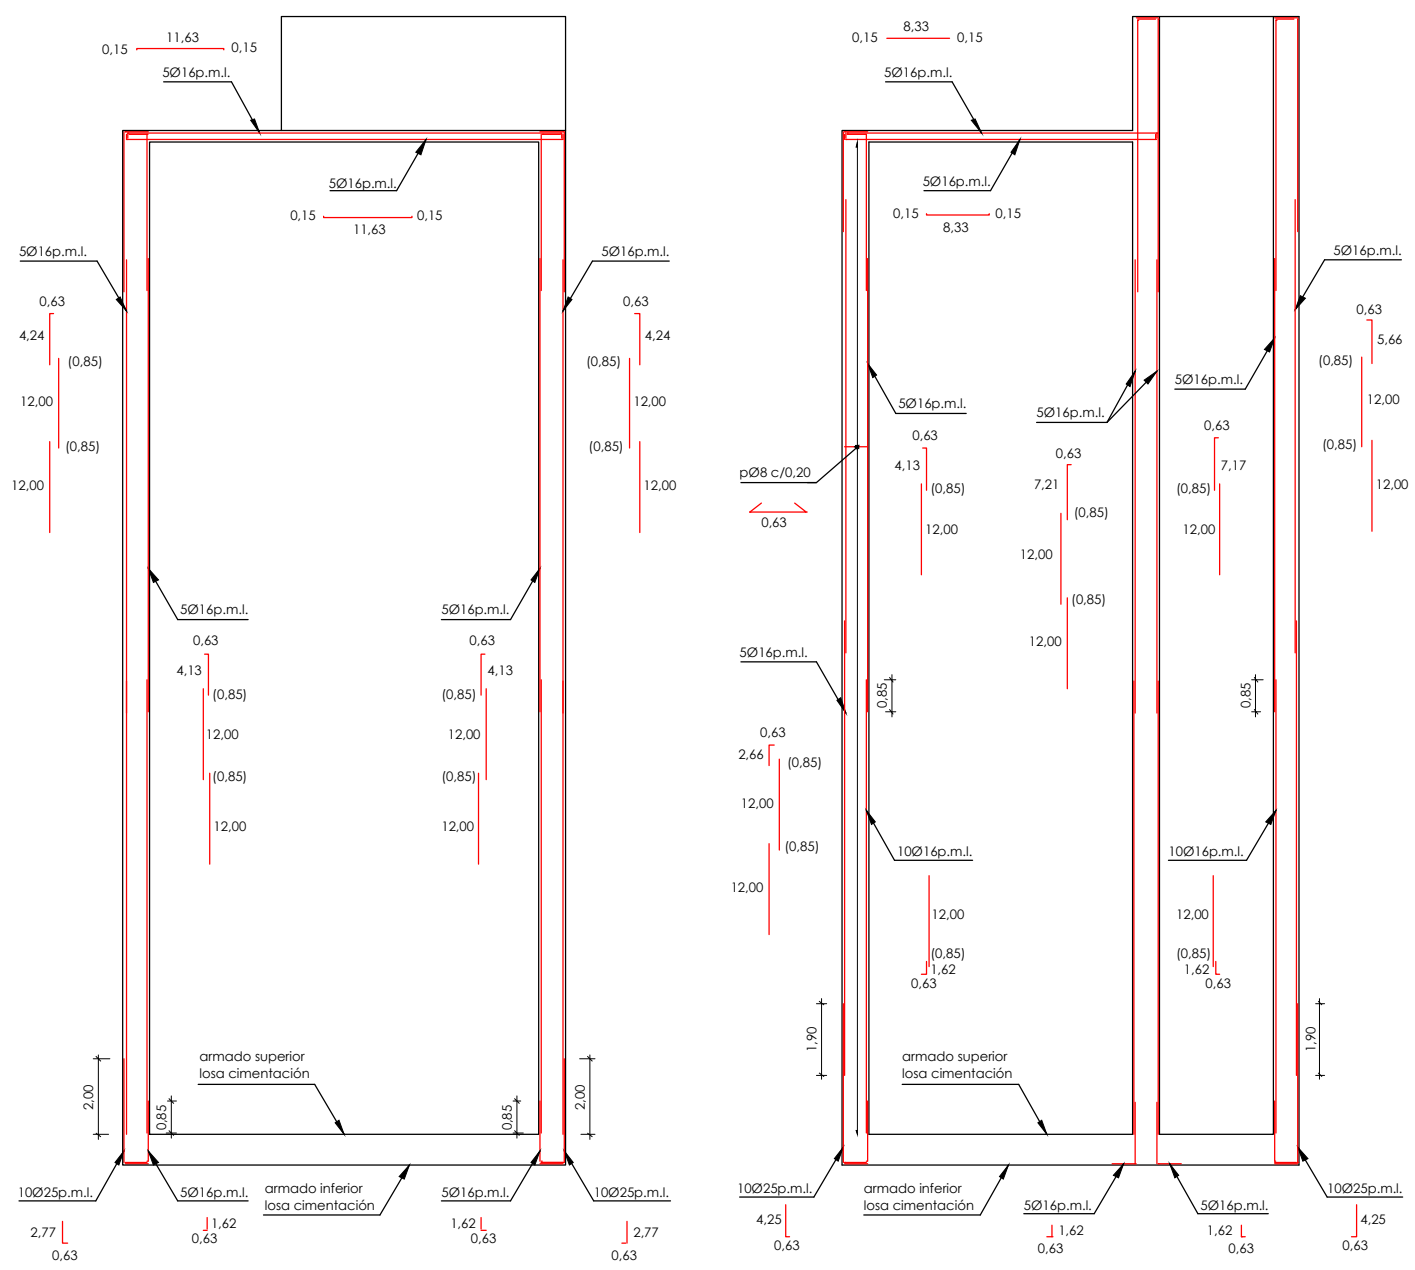 11,63
0,15
0,15
5Ø16p.m.l.
5Ø16p.m.l.
0,15
0,15
11,63
5Ø16p.m.l.
5Ø16p.m.l.
0,63
4,24
(0,85)
12,00
(0,85)
12,00
0,63
4,24
(0,85)
12,00
(0,85)
12,00
5Ø16p.m.l.
5Ø16p.m.l.
0,63
4,13
(0,85)
12,00
(0,85)
12,00
0,63
4,13
(0,85)
12,00
(0,85)
12,00
armado superior
losa cimentación
2,00
0,85
0,85
2,00
10Ø25p.m.l.
5Ø16p.m.l.
armado inferior
losa cimentación
5Ø16p.m.l.
10Ø25p.m.l.
2,77
0,63
1,62
0,63
1,62
0,63
2,77
0,63
8,33
0,15
0,15
5Ø16p.m.l.
5Ø16p.m.l.
0,15
0,15
8,33
5Ø16p.m.l.
0,63
5,66
(0,85)
12,00
(0,85)
12,00
5Ø16p.m.l.
5Ø16p.m.l.
5Ø16p.m.l.
0,63
4,13
(0,85)
12,00
0,63
7,21
(0,85)
12,00
(0,85)
12,00
0,63
7,17
(0,85)
12,00
pØ8 c/0,20
0,63
5Ø16p.m.l.
0,85
0,85
0,63
2,66
(0,85)
12,00
(0,85)
12,00
10Ø16p.m.l.
10Ø16p.m.l.
12,00
(0,85)
1,62
0,63
12,00
(0,85)
1,62
0,63
1,90
1,90
armado superior
losa cimentación
10Ø25p.m.l.
armado inferior
losa cimentación
5Ø16p.m.l.
5Ø16p.m.l.
10Ø25p.m.l.
4,25
0,63
1,62
0,63
1,62
0,63
4,25
0,63